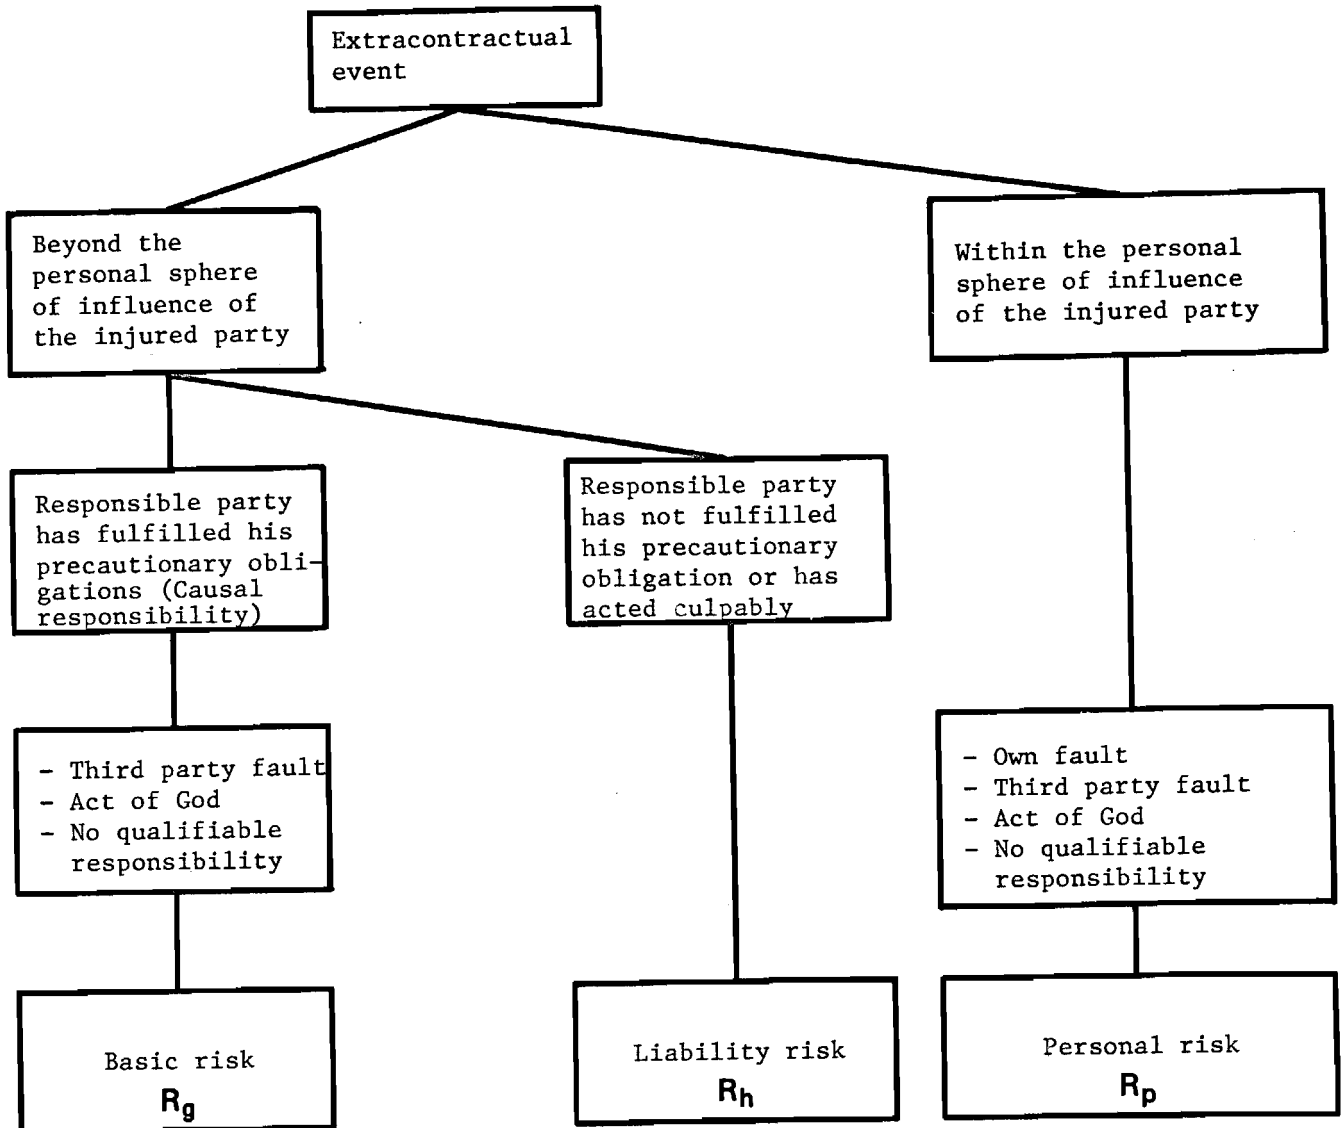 Extracontractual
event
Beyond the
personal sphere
of influence of
the injured party
Within the personal
sphere of influence
of the injured party
Responsible party
has fulfilled his
precautionary obli-
gations (Causal
responsibility)
Responsible party
has not fulfilled
his precautionary
obligation or has
acted culpably
- Third party fault
- Act of God
- No qualifiable
responsibility
- Own fault
- Third party fault
- Act of God
- No qualifiable
responsibility
Basic risk
Rg
Liability risk
Rh
Personal risk
Rp